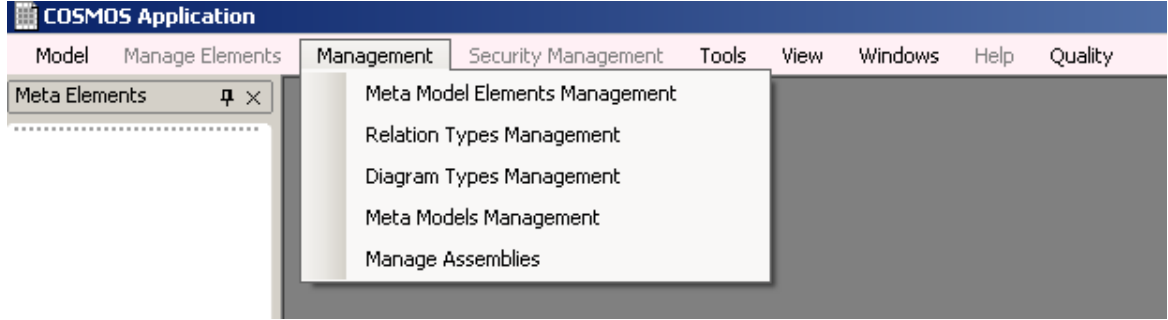 COSMOS Application
Model Manage Elements Management Security Management Tools View Windows Help Quality
Meta Elements
Meta Model Elements Management
Relation Types Management
Diagram Types Management
Meta Models Management
Manage Assemblies